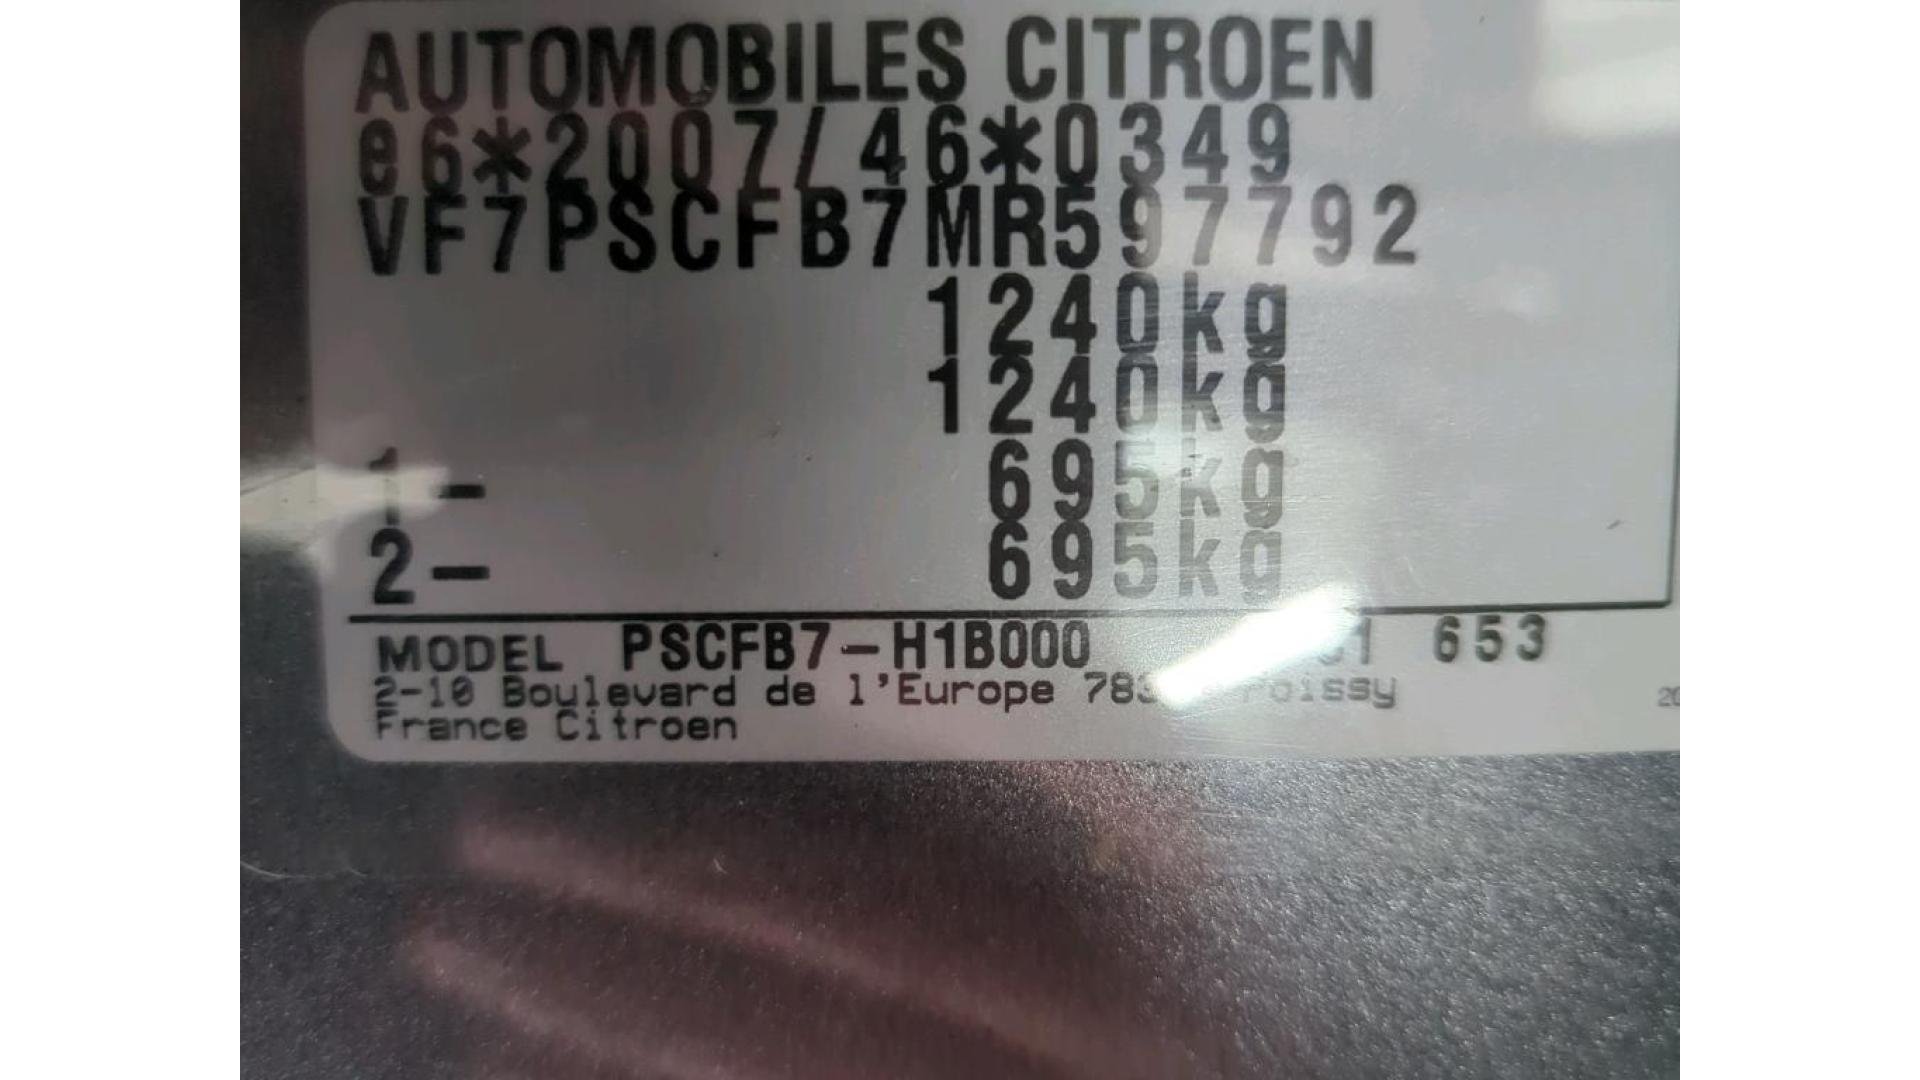 AUTOMOBILES CITROEN
e6*2007/46*0349
VF7PSCFB7MR597792
1240kg
1240kg
1- 695kg
2- 695kg
MODEL PSCFB7-H1B000 653
2-10 Boulevard de l'Europe Poissy
France Citroen